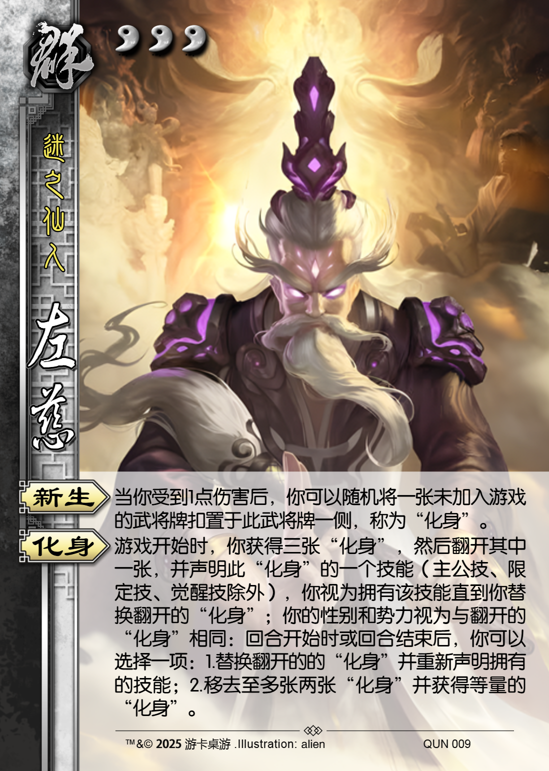 群
迷之仙人
左慈
新生
当你受到1点伤害后，你可以随机将一张未加入游戏
的武将牌扣置于此武将牌一侧，称为“化身”。
化身
游戏开始时，你获得三张“化身”，然后翻开其中
一张，并声明此“化身”的一个技能（主公技、限
定技、觉醒技除外），你视为拥有该技能直到你替
换翻开的“化身”；你的性别和势力视为与翻开的
“化身”相同：回合开始时或回合结束后，你可以
选择一项：1.替换翻开的的“化身”并重新声明拥有
的技能；2.移去至多张两张“化身”并获得等量的
“化身”。
™&© 2025 游卡桌游 .Illustration: alien
QUN 009